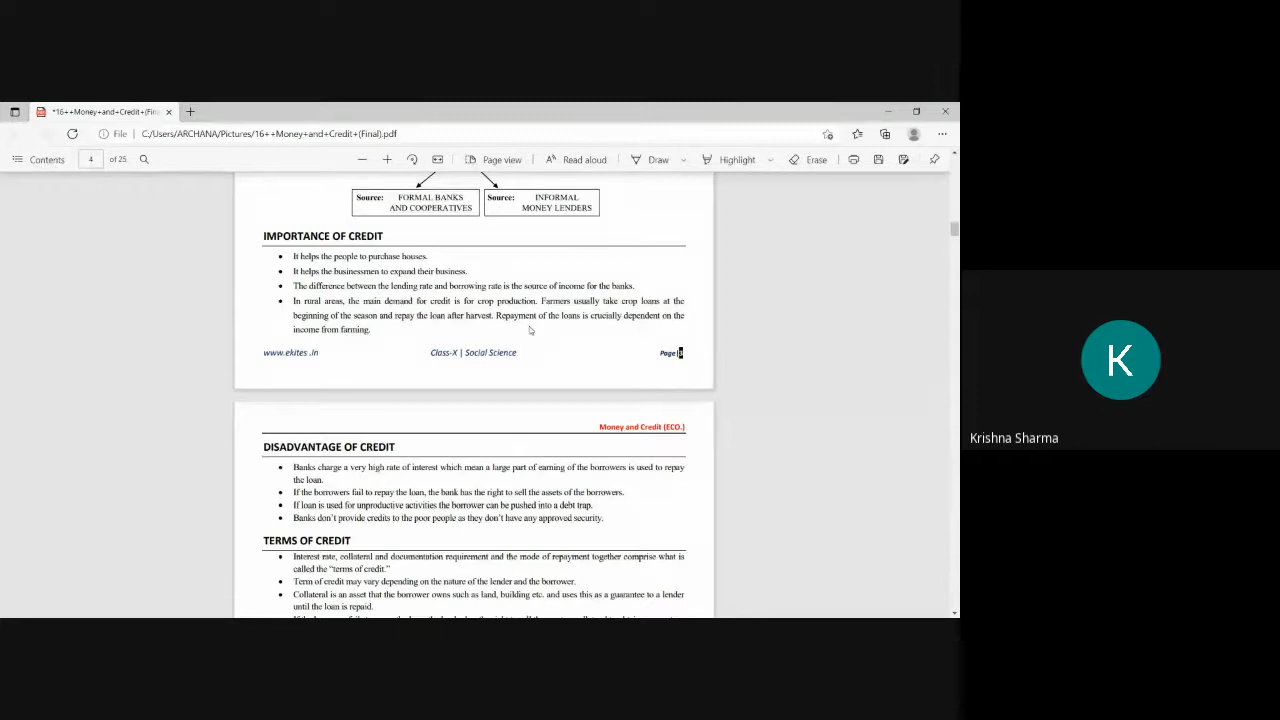 *16++Money+and+Credit+(Fina
File
C:/Users/ARCHANA/Pictures/16++Money+and+Credit+(Final).pdf
Contents
4
of 25
Page view
Read aloud
Draw
Highlight
Erase
Source: FORMAL BANKS
AND COOPERATIVES
Source: INFORMAL
MONEY LENDERS
IMPORTANCE OF CREDIT
• It helps the people to purchase houses.
• It helps the businessmen to expand their business.
• The difference between the lending rate and borrowing rate is the source of income for the banks.
• In rural areas, the main demand for credit is for crop production. Farmers usually take crop loans at the
beginning of the season and repay the loan after harvest. Repayment of the loans is crucially dependent on the
income from farming.
www.ekites .in
Class-X | Social Science
Page
Money and Credit (ECO.)
DISADVANTAGE OF CREDIT
• Banks charge a very high rate of interest which mean a large part of earning of the borrowers is used to repay
the loan.
• If the borrowers fail to repay the loan, the bank has the right to sell the assets of the borrowers.
• If loan is used for unproductive activities the borrower can be pushed into a debt trap.
• Banks don't provide credits to the poor people as they don't have any approved security.
TERMS OF CREDIT
• Interest rate, collateral and documentation requirement and the mode of repayment together comprise what is
called the "terms of credit."
• Term of credit may vary depending on the nature of the lender and the borrower.
• Collateral is an asset that the borrower owns such as land, building etc. and uses this as a guarantee to a lender
until the loan is repaid.
K
Krishna Sharma